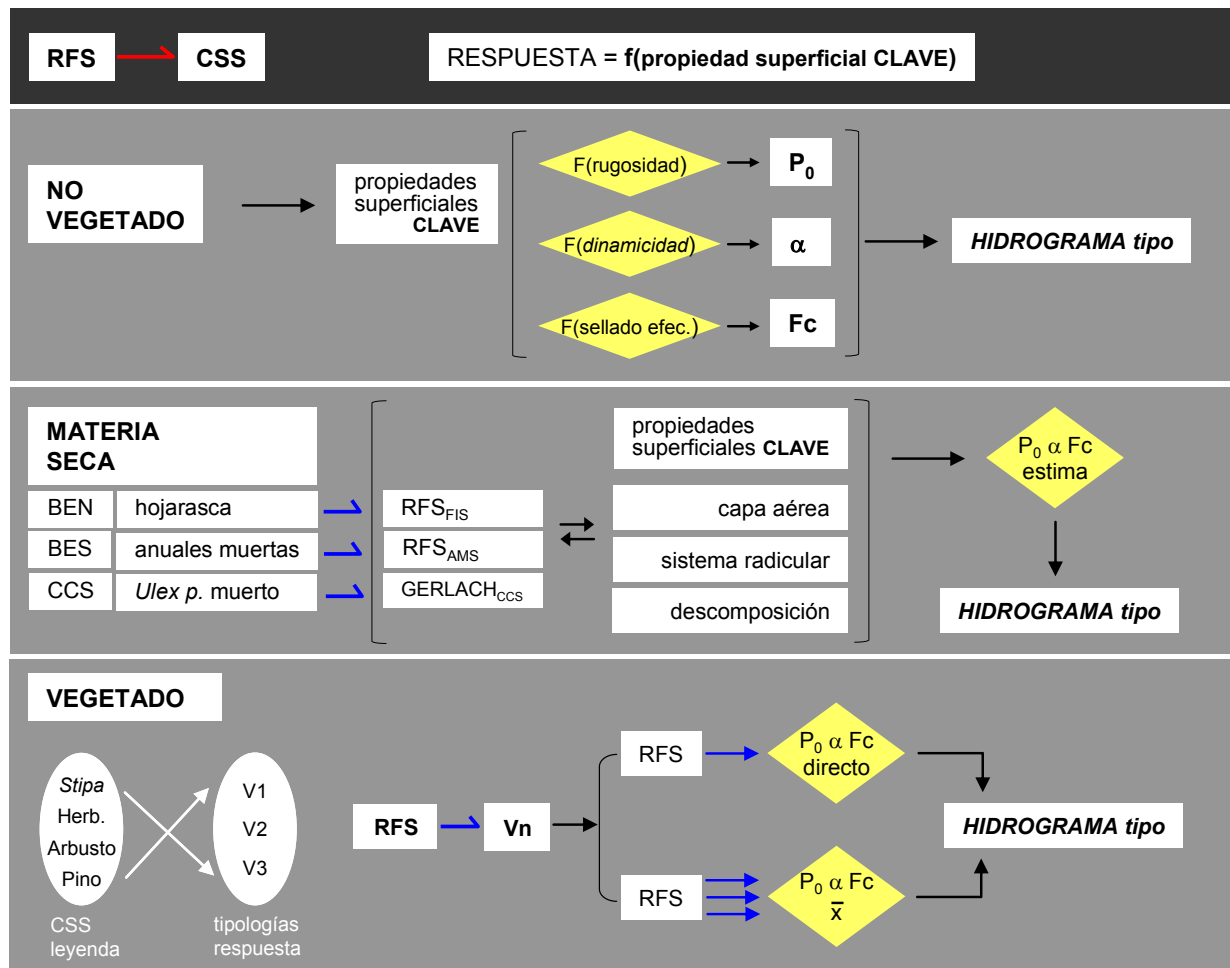 RFS
CSS
RESPUESTA = f(propiedad superficial CLAVE)
NO
VEGETADO
propiedades
superficiales
CLAVE
F(rugosidad)
P₀
F(dinamicidad)
α
F(sellado efec.)
Fc
HIDROGRAMA tipo
MATERIA
SECA
BEN hojarasca
BES anuales muertas
CCS Ulex p. muerto
RFS_FIS
RFS_AMS
GERLACH_CCS
propiedades
superficiales CLAVE
capa aérea
sistema radicular
descomposición
P₀ α Fc
estima
HIDROGRAMA tipo
VEGETADO
Stipa
Herb.
Arbusto
Pino
CSS
leyenda
V1
V2
V3
tipologías
respuesta
RFS
Vn
RFS
P₀ α Fc
directo
RFS
P₀ α Fc
x̄
HIDROGRAMA tipo